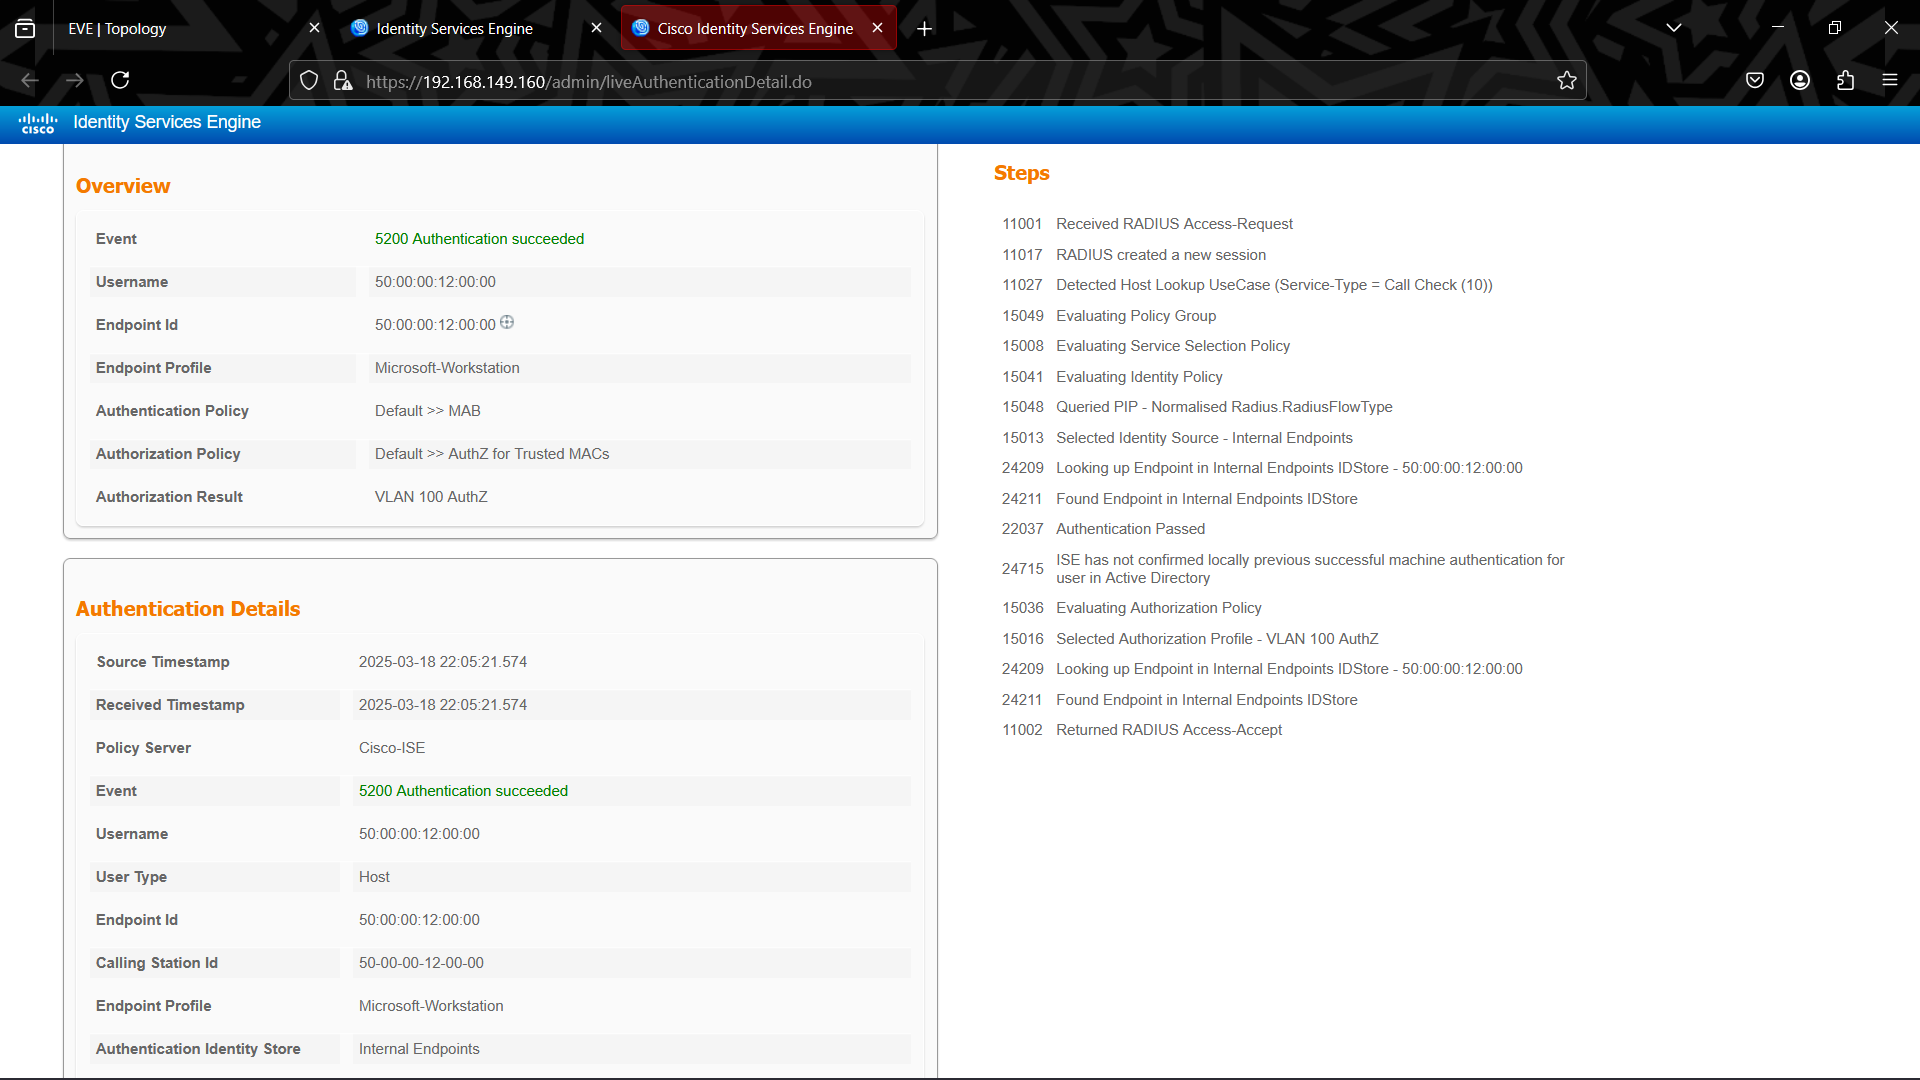 EVE | Topology
Identity Services Engine
Cisco Identity Services Engine
https://192.168.149.160/admin/liveAuthenticationDetail.do
cisco
Identity Services Engine
Overview
Event 5200 Authentication succeeded
Username 50:00:00:12:00:00
Endpoint Id 50:00:00:12:00:00
Endpoint Profile Microsoft-Workstation
Authentication Policy Default >> MAB
Authorization Policy Default >> AuthZ for Trusted MACs
Authorization Result VLAN 100 AuthZ
Authentication Details
Source Timestamp 2025-03-18 22:05:21.574
Received Timestamp 2025-03-18 22:05:21.574
Policy Server Cisco-ISE
Event 5200 Authentication succeeded
Username 50:00:00:12:00:00
User Type Host
Endpoint Id 50:00:00:12:00:00
Calling Station Id 50-00-00-12-00-00
Endpoint Profile Microsoft-Workstation
Authentication Identity Store Internal Endpoints
Steps
11001 Received RADIUS Access-Request
11017 RADIUS created a new session
11027 Detected Host Lookup UseCase (Service-Type = Call Check (10))
15049 Evaluating Policy Group
15008 Evaluating Service Selection Policy
15041 Evaluating Identity Policy
15048 Queried PIP - Normalised Radius.RadiusFlowType
15013 Selected Identity Source - Internal Endpoints
24209 Looking up Endpoint in Internal Endpoints IDStore - 50:00:00:12:00:00
24211 Found Endpoint in Internal Endpoints IDStore
22037 Authentication Passed
24715 ISE has not confirmed locally previous successful machine authentication for
user in Active Directory
15036 Evaluating Authorization Policy
15016 Selected Authorization Profile - VLAN 100 AuthZ
24209 Looking up Endpoint in Internal Endpoints IDStore - 50:00:00:12:00:00
24211 Found Endpoint in Internal Endpoints IDStore
11002 Returned RADIUS Access-Accept